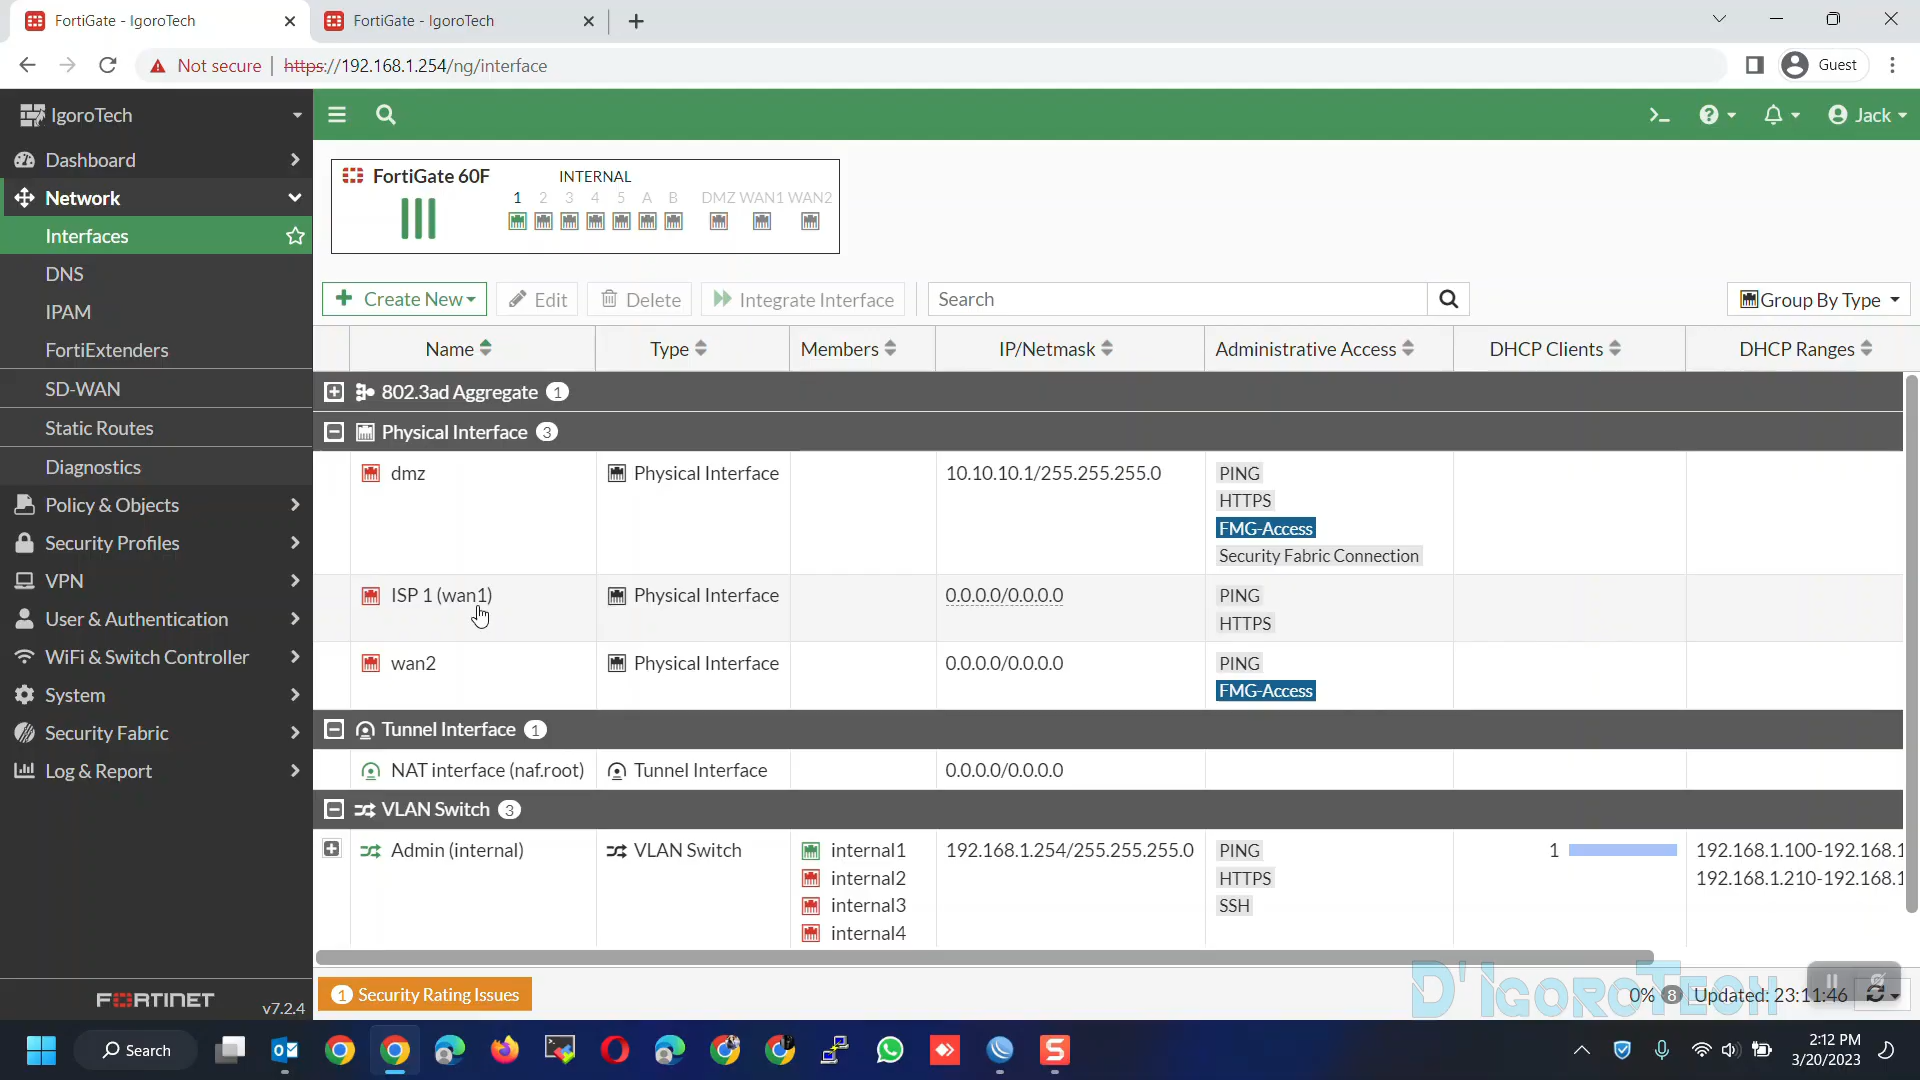 FortiGate - IgoroTech
FortiGate - IgoroTech
Not secure
https://192.168.1.254/ng/interface
Guest
IgoroTech
Jack
Dashboard
Network
Interfaces
DNS
IPAM
FortiExtenders
SD-WAN
Static Routes
Diagnostics
Policy & Objects
Security Profiles
VPN
User & Authentication
WiFi & Switch Controller
System
Security Fabric
Log & Report
FORTINET
v7.2.4
FortiGate 60F
INTERNAL
1 2 3 4 5 A B DMZ WAN1 WAN2
Create New Edit Delete Integrate Interface Search Group By Type
Name Type Members IP/Netmask Administrative Access DHCP Clients DHCP Ranges
802.3ad Aggregate 1
Physical Interface 3
dmz Physical Interface 10.10.10.1/255.255.255.0 PING
HTTPS
FMG-Access
Security Fabric Connection
ISP 1 (wan1) Physical Interface 0.0.0.0/0.0.0.0 PING
HTTPS
wan2 Physical Interface 0.0.0.0/0.0.0.0 PING
FMG-Access
Tunnel Interface 1
NAT interface (naf.root) Tunnel Interface 0.0.0.0/0.0.0.0
VLAN Switch 3
Admin (internal) VLAN Switch internal1 192.168.1.254/255.255.255.0 PING 1 192.168.1.100-192.168.1
internal2 HTTPS 192.168.1.210-192.168.1
internal3 SSH
internal4
1 Security Rating Issues
D'IGOROTECH
0% 8 Updated: 23:11:46
Search
2:12 PM
3/20/2023